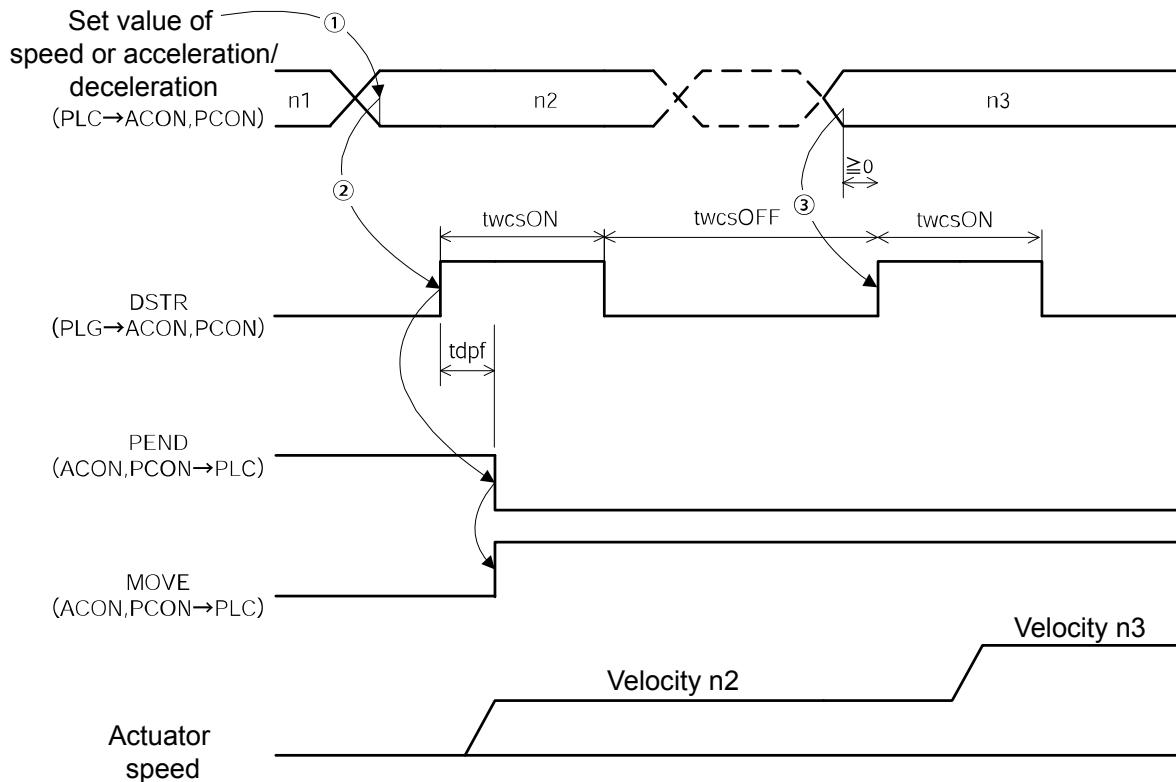 Set value of
speed or acceleration/
deceleration
(PLC→ACON,PCON)
①
n1
n2
n3
②
≧0
③
twcsON
twcsOFF
twcsON
DSTR
(PLG→ACON,PCON)
tdpf
PEND
(ACON,PCON→PLC)
MOVE
(ACON,PCON→PLC)
Velocity n3
Velocity n2
Actuator
speed